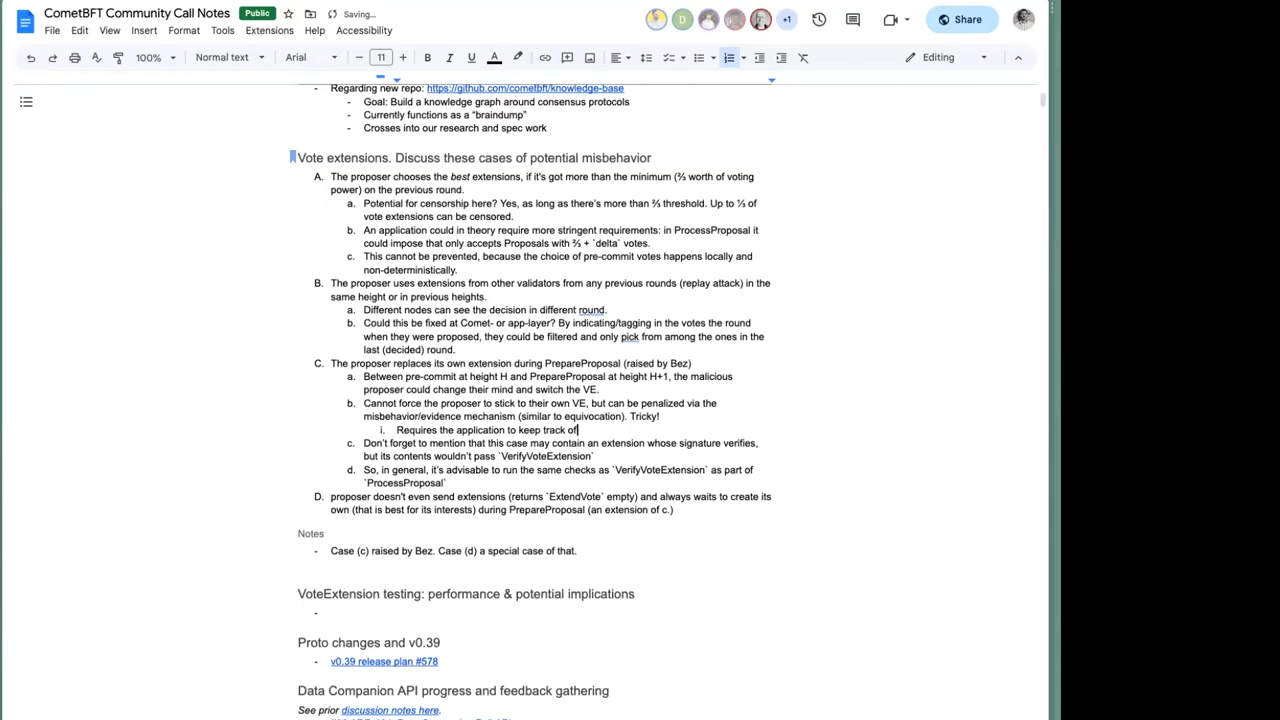 CometBFT Community Call Notes
Public
Saving...
D
+1
Share
File Edit View Insert Format Tools Extensions Help Accessibility
100% Normal text Arial 11 Editing
- Regarding new repo: https://github.com/cometbft/knowledge-base
- Goal: Build a knowledge graph around consensus protocols
- Currently functions as a “braindump”
- Crosses into our research and spec work
Vote extensions. Discuss these cases of potential misbehavior
A. The proposer chooses the best extensions, if it's got more than the minimum (⅔ worth of voting
power) on the previous round.
a. Potential for censorship here? Yes, as long as there’s more than ⅔ threshold. Up to ⅓ of
vote extensions can be censored.
b. An application could in theory require more stringent requirements: in ProcessProposal it
could impose that only accepts Proposals with ⅔ + `delta` votes.
c. This cannot be prevented, because the choice of pre-commit votes happens locally and
non-deterministically.
B. The proposer uses extensions from other validators from any previous rounds (replay attack) in the
same height or in previous heights.
a. Different nodes can see the decision in different round.
b. Could this be fixed at Comet- or app-layer? By indicating/tagging in the votes the round
when they were proposed, they could be filtered and only pick from among the ones in the
last (decided) round.
C. The proposer replaces its own extension during PrepareProposal (raised by Bez)
a. Between pre-commit at height H and PrepareProposal at height H+1, the malicious
proposer could change their mind and switch the VE.
b. Cannot force the proposer to stick to their own VE, but can be penalized via the
misbehavior/evidence mechanism (similar to equivocation). Tricky!
i. Requires the application to keep track of
c. Don’t forget to mention that this case may contain an extension whose signature verifies,
but its contents wouldn’t pass `VerifyVoteExtension`
d. So, in general, it’s advisable to run the same checks as `VerifyVoteExtension` as part of
`ProcessProposal`
D. proposer doesn't even send extensions (returns `ExtendVote` empty) and always waits to create its
own (that is best for its interests) during PrepareProposal (an extension of c.)
Notes
- Case (c) raised by Bez. Case (d) a special case of that.
VoteExtension testing: performance & potential implications
-
Proto changes and v0.39
- v0.39 release plan #578
Data Companion API progress and feedback gathering
See prior discussion notes here.